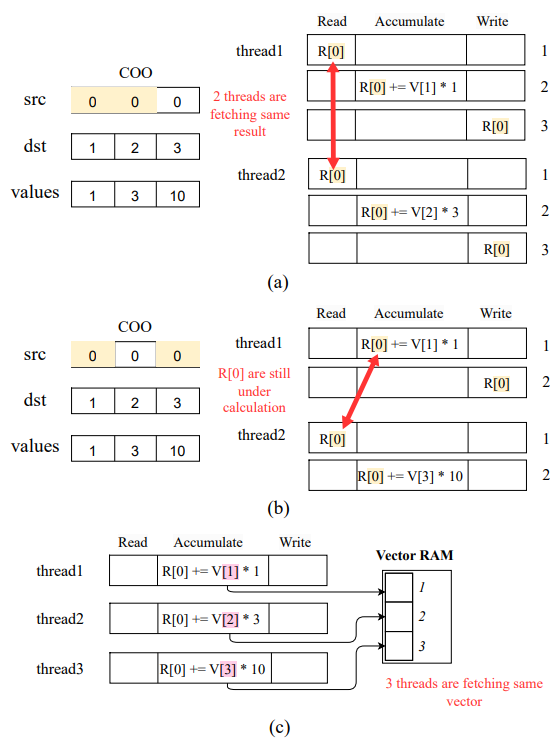 Read Accumulate Write
thread1 R[0] 1
COO
src 0 0 0
2 threads are
fetching same
result
R[0] += V[1] * 1 2
R[0] 3
dst 1 2 3
thread2 R[0] 1
values 1 3 10
R[0] += V[2] * 3 2
R[0] 3
(a)
Read Accumulate Write
COO
thread1 R[0] += V[1] * 1 1
src 0 0 0
R[0] are still
under
calculation
R[0] 2
dst 1 2 3
thread2 R[0] 1
values 1 3 10
R[0] += V[3] * 10 2
(b)
Read Accumulate Write
Vector RAM
thread1 R[0] += V[1] * 1
1
thread2 R[0] += V[2] * 3
2
3
thread3 R[0] += V[3] * 10
3 threads are fetching same
vector
(c)